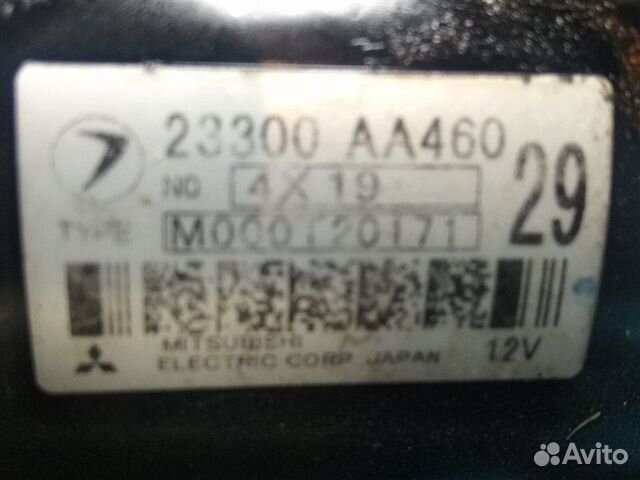 23300 AA460
NO 4X19
TYPE M000T20171
29
MITSUBISHI
ELECTRIC CORP. JAPAN 12V
Avito